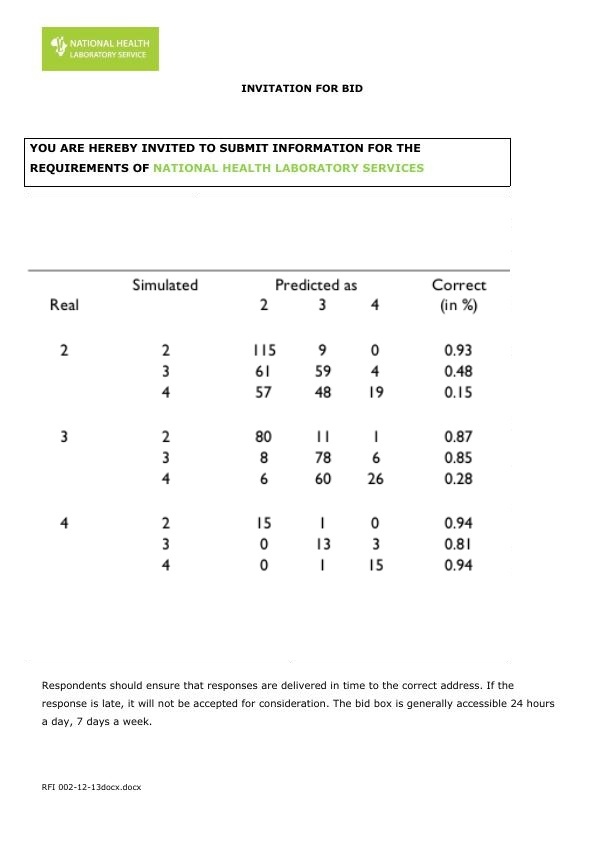 NATIONAL HEALTH
LABORATORY SERVICE
INVITATION FOR BID
YOU ARE HEREBY INVITED TO SUBMIT INFORMATION FOR THE
REQUIREMENTS OF NATIONAL HEALTH LABORATORY SERVICES
Simulated Predicted as Correct
Real 2 3 4 (in %)
2 2 115 9 0 0.93
3 61 59 4 0.48
4 57 48 19 0.15
3 2 80 11 1 0.87
3 8 78 6 0.85
4 6 60 26 0.28
4 2 15 1 0 0.94
3 0 13 3 0.81
4 0 1 15 0.94
Respondents should ensure that responses are delivered in time to the correct address. If the
response is late, it will not be accepted for consideration. The bid box is generally accessible 24 hours
a day, 7 days a week.
RFI 002-12-13docx.docx